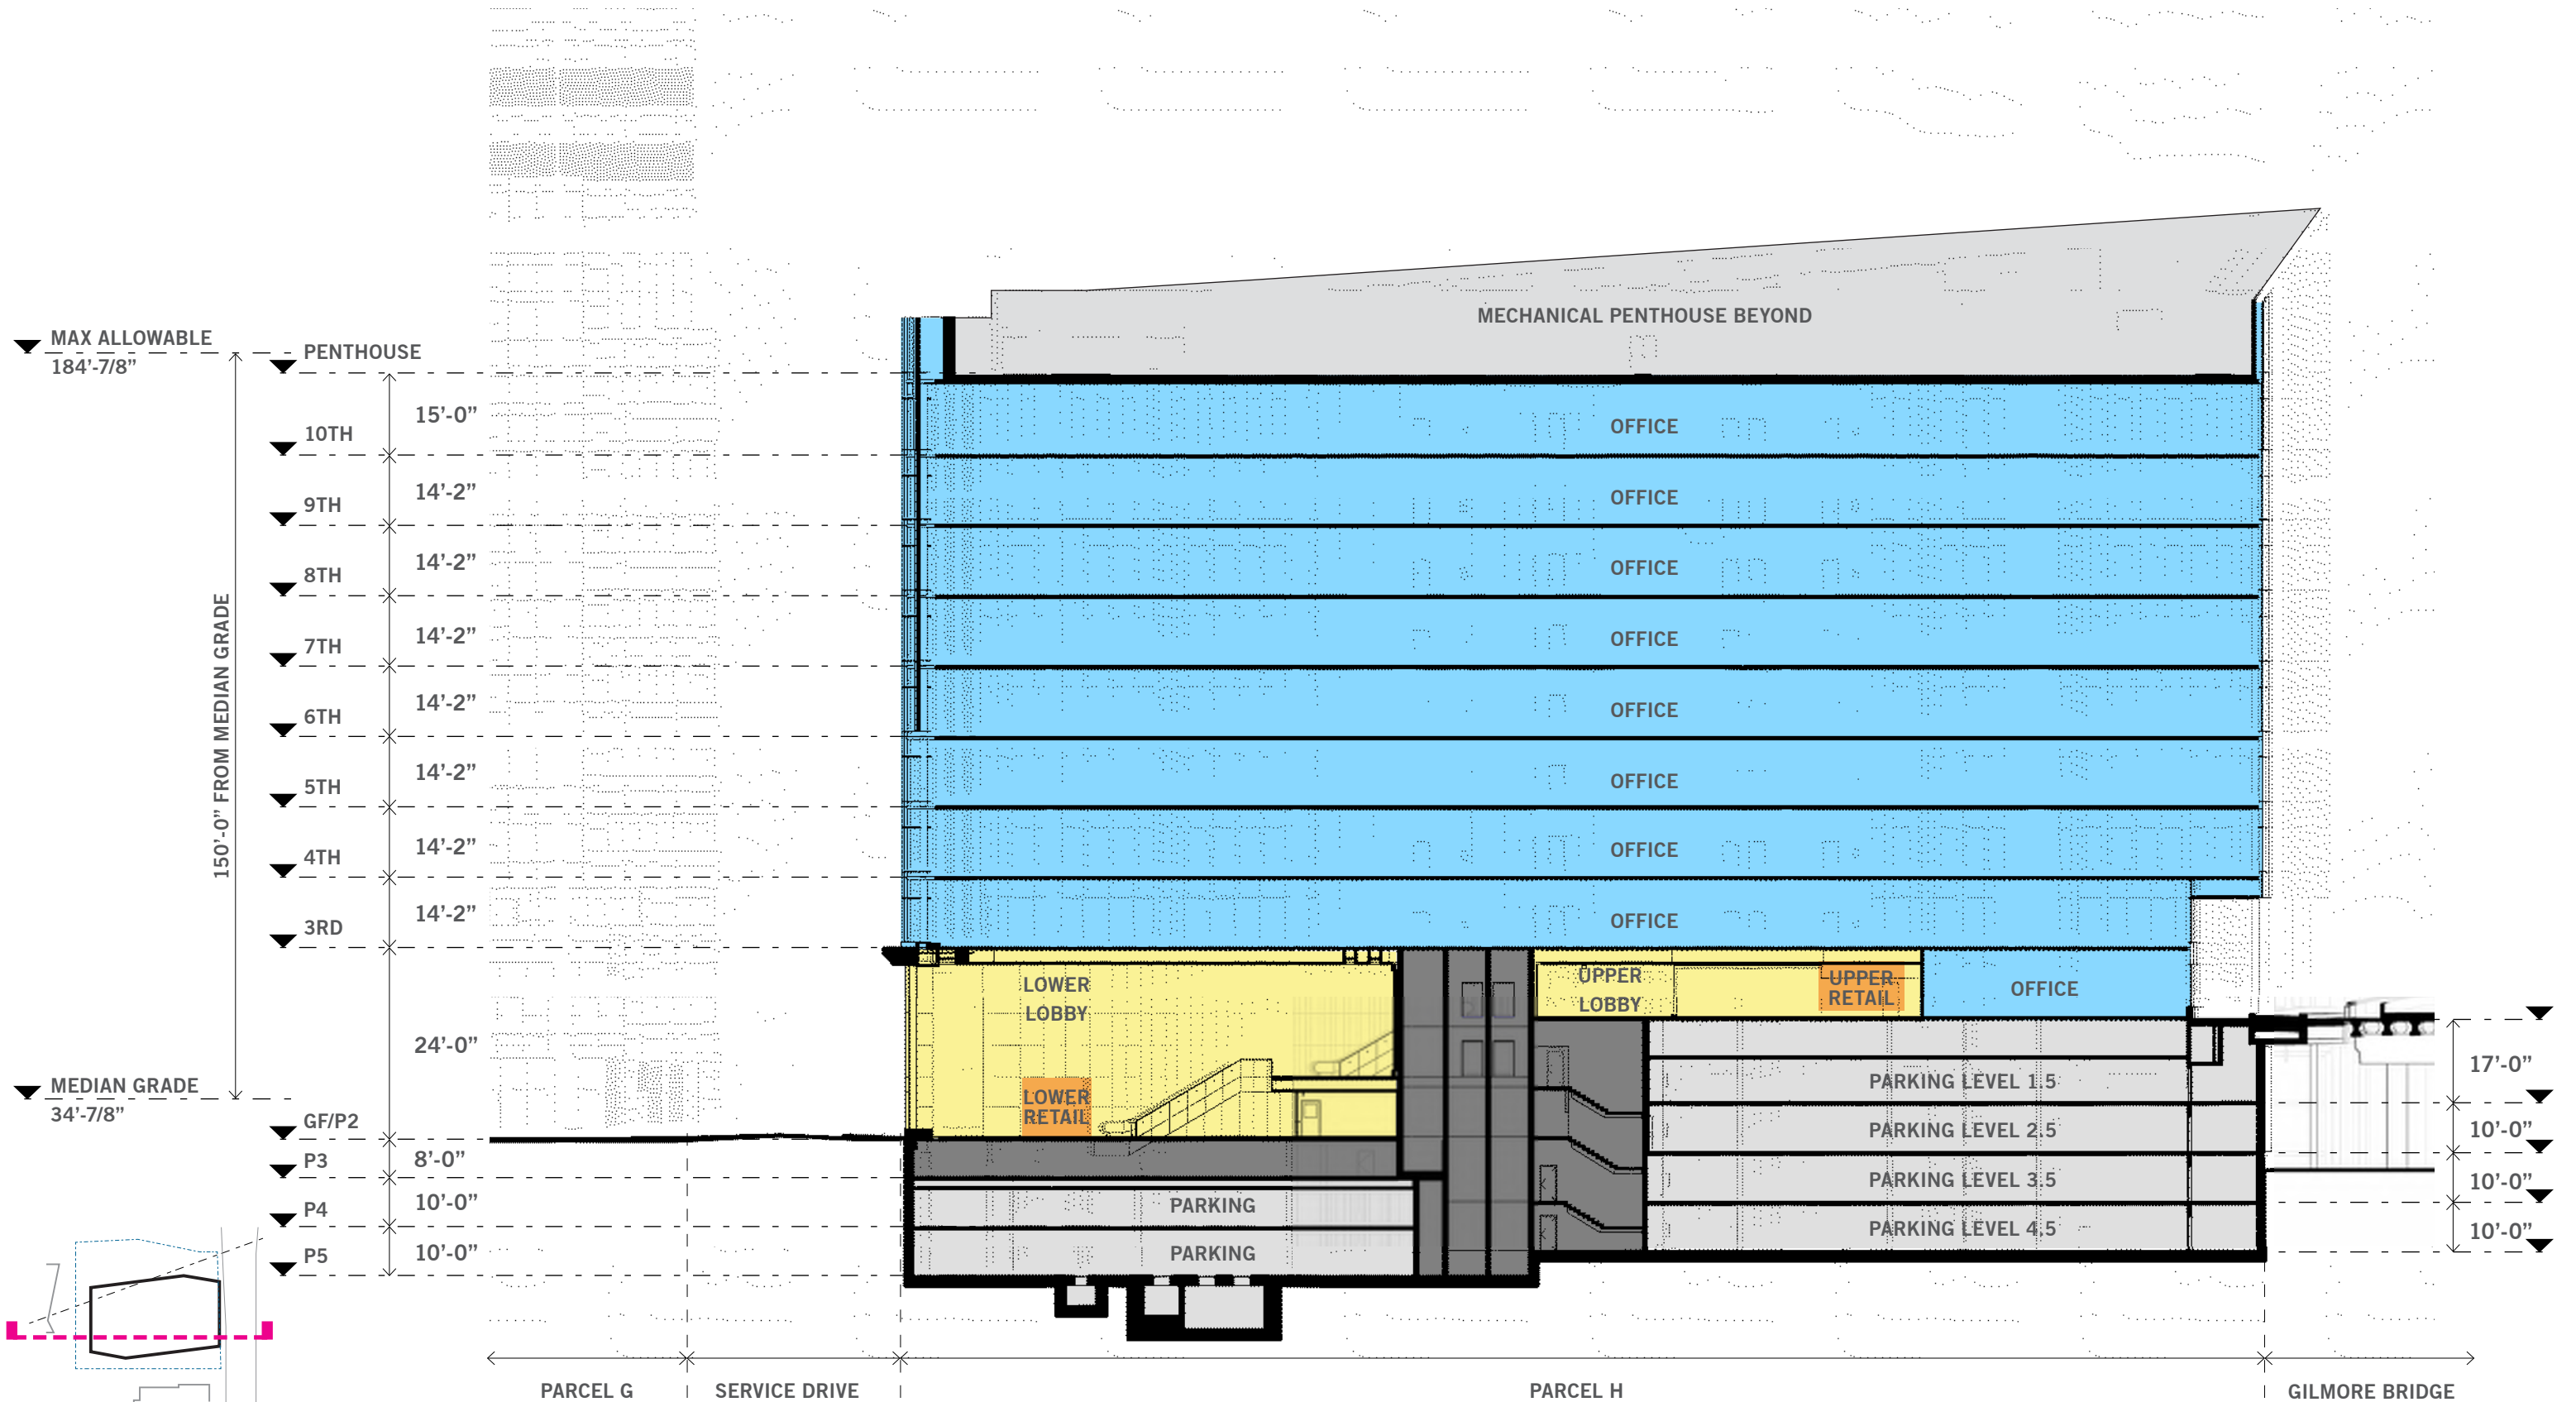 MAX ALLOWABLE
184'-7/8”
150'-0” FROM MEDIAN GRADE
MEDIAN GRADE
34'-7/8”
PENTHOUSE
15'-0”
10TH
14'-2”
9TH
14'-2”
8TH
14'-2”
7TH
14'-2”
6TH
14'-2”
5TH
14'-2”
4TH
14'-2”
3RD
24'-0”
GF/P2
8'-0”
P3
10'-0”
P4
10'-0”
P5
MECHANICAL PENTHOUSE BEYOND
OFFICE
OFFICE
OFFICE
OFFICE
OFFICE
OFFICE
OFFICE
OFFICE
LOWER
LOBBY
LOWER
RETAIL
UPPER
LOBBY
UPPER
RETAIL
OFFICE
PARKING
PARKING
PARKING LEVEL 1.5
PARKING LEVEL 2.5
PARKING LEVEL 3.5
PARKING LEVEL 4.5
17'-0”
10'-0”
10'-0”
10'-0”
PARCEL G
SERVICE DRIVE
PARCEL H
GILMORE BRIDGE